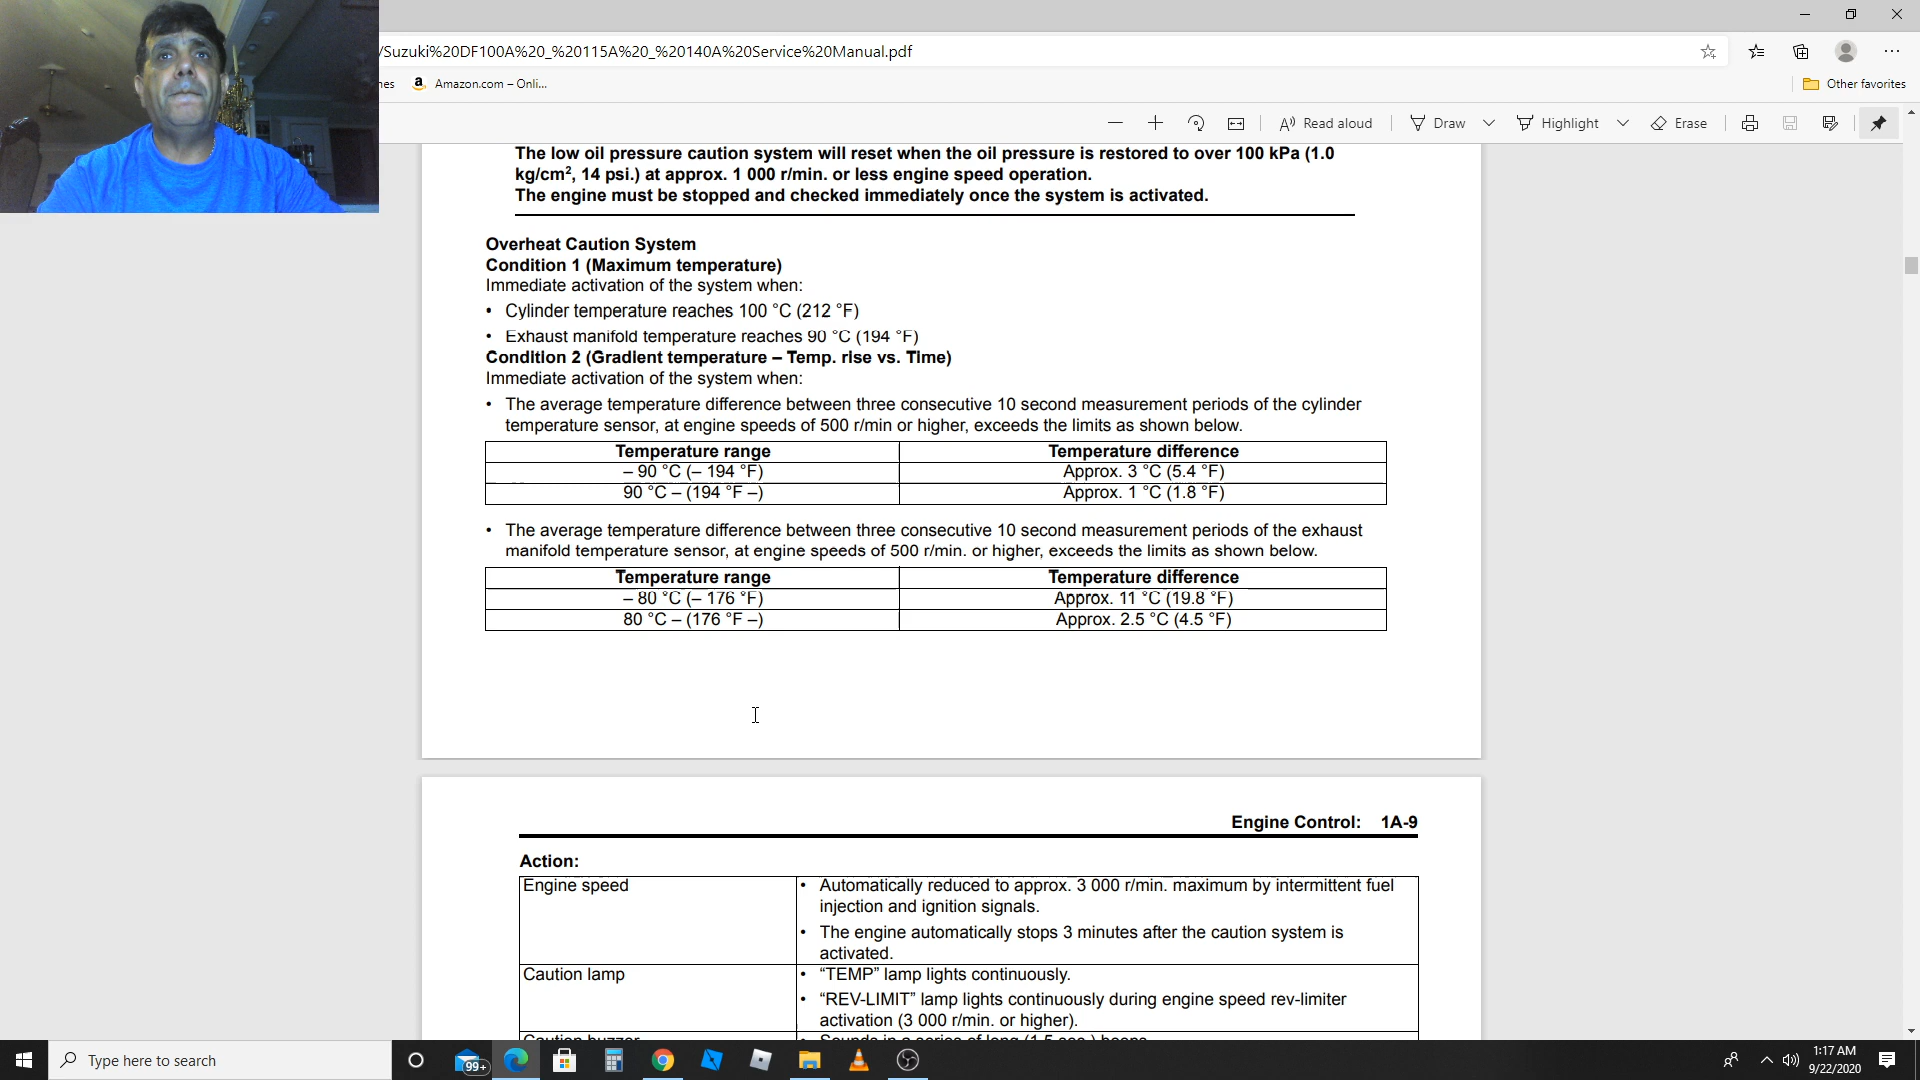 /Suzuki%20DF100A%20_%20115A%20_%20140A%20Service%20Manual.pdf
nes
Amazon.com – Onli...
Other favorites
Read aloud
Draw
Highlight
Erase
The low oil pressure caution system will reset when the oil pressure is restored to over 100 kPa (1.0
kg/cm², 14 psi.) at approx. 1 000 r/min. or less engine speed operation.
The engine must be stopped and checked immediately once the system is activated.
Overheat Caution System
Condition 1 (Maximum temperature)
Immediate activation of the system when:
• Cylinder temperature reaches 100 °C (212 °F)
• Exhaust manifold temperature reaches 90 °C (194 °F)
Condition 2 (Gradient temperature – Temp. rise vs. Time)
Immediate activation of the system when:
• The average temperature difference between three consecutive 10 second measurement periods of the cylinder
temperature sensor, at engine speeds of 500 r/min or higher, exceeds the limits as shown below.
Temperature range Temperature difference
– 90 °C (– 194 °F) Approx. 3 °C (5.4 °F)
90 °C – (194 °F –) Approx. 1 °C (1.8 °F)
• The average temperature difference between three consecutive 10 second measurement periods of the exhaust
manifold temperature sensor, at engine speeds of 500 r/min. or higher, exceeds the limits as shown below.
Temperature range Temperature difference
– 80 °C (– 176 °F) Approx. 11 °C (19.8 °F)
80 °C – (176 °F –) Approx. 2.5 °C (4.5 °F)
Engine Control: 1A-9
Action:
Engine speed • Automatically reduced to approx. 3 000 r/min. maximum by intermittent fuel
injection and ignition signals.
• The engine automatically stops 3 minutes after the caution system is
activated.
Caution lamp • “TEMP” lamp lights continuously.
• “REV-LIMIT” lamp lights continuously during engine speed rev-limiter
activation (3 000 r/min. or higher).
Caution buzzer • Sounds in a series of long (1.5 sec.) beeps
Type here to search
99+
1:17 AM
9/22/2020